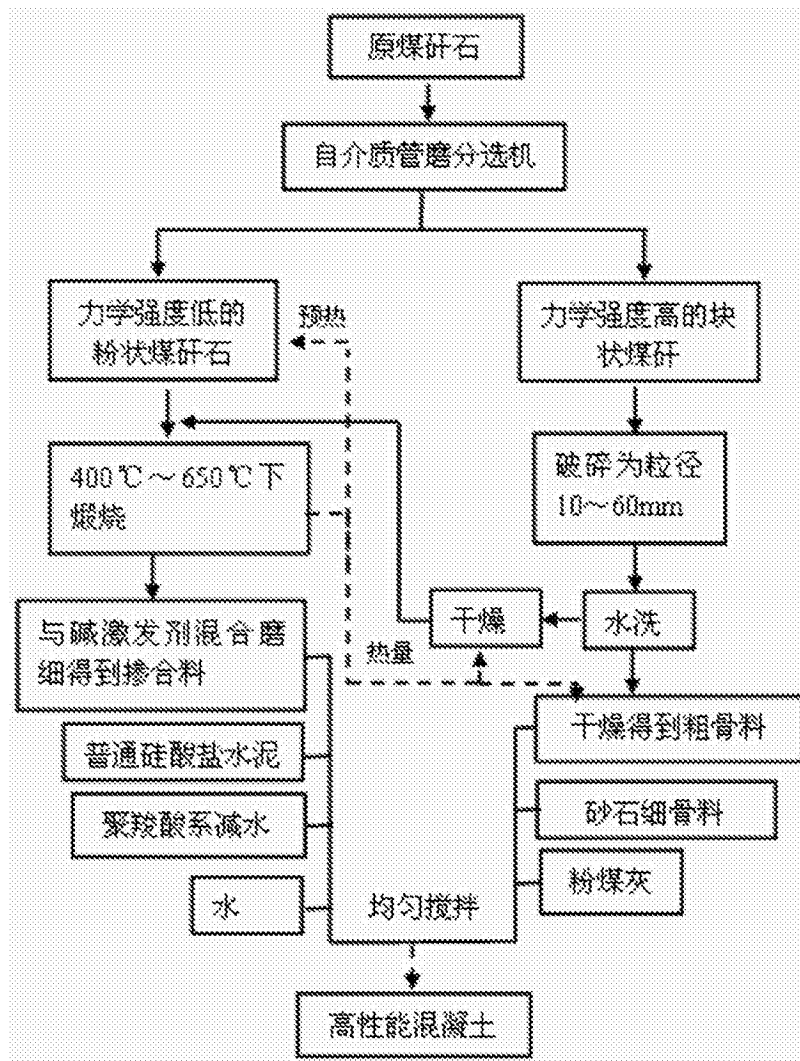 原煤矸石
自介质管磨分选机
力学强度低的
粉状煤矸石
预热
力学强度高的块
状煤矸
400℃～650℃下
煅烧
破碎为粒径
10～60mm
与碱激发剂混合磨
细得到掺合料
干燥
水洗
热量
干燥得到粗骨料
普通硅酸盐水泥
聚羧酸系减水
砂石细骨料
水
均匀搅拌
粉煤灰
高性能混凝土